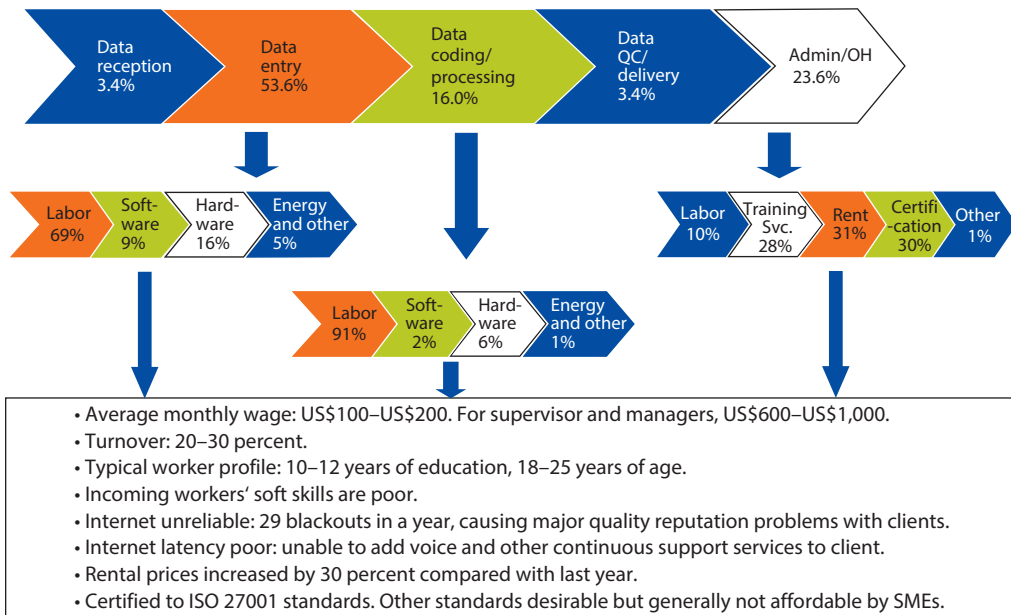 Data
reception
3.4%
Data
entry
53.6%
Data
coding/
processing
16.0%
Data
QC/
delivery
3.4%
Admin/OH
23.6%
Labor
69%
Soft-
ware
9%
Hard-
ware
16%
Energy
and other
5%
Labor
10%
Training
Svc.
28%
Rent
31%
Certifi
-cation
30%
Other
1%
Labor
91%
Soft-
ware
2%
Hard-
ware
6%
Energy
and other
1%
• Average monthly wage: US$100–US$200. For supervisor and managers, US$600–US$1,000.
• Turnover: 20–30 percent.
• Typical worker profile: 10–12 years of education, 18–25 years of age.
• Incoming workers‘ soft skills are poor.
• Internet unreliable: 29 blackouts in a year, causing major quality reputation problems with clients.
• Internet latency poor: unable to add voice and other continuous support services to client.
• Rental prices increased by 30 percent compared with last year.
• Certified to ISO 27001 standards. Other standards desirable but generally not affordable by SMEs.